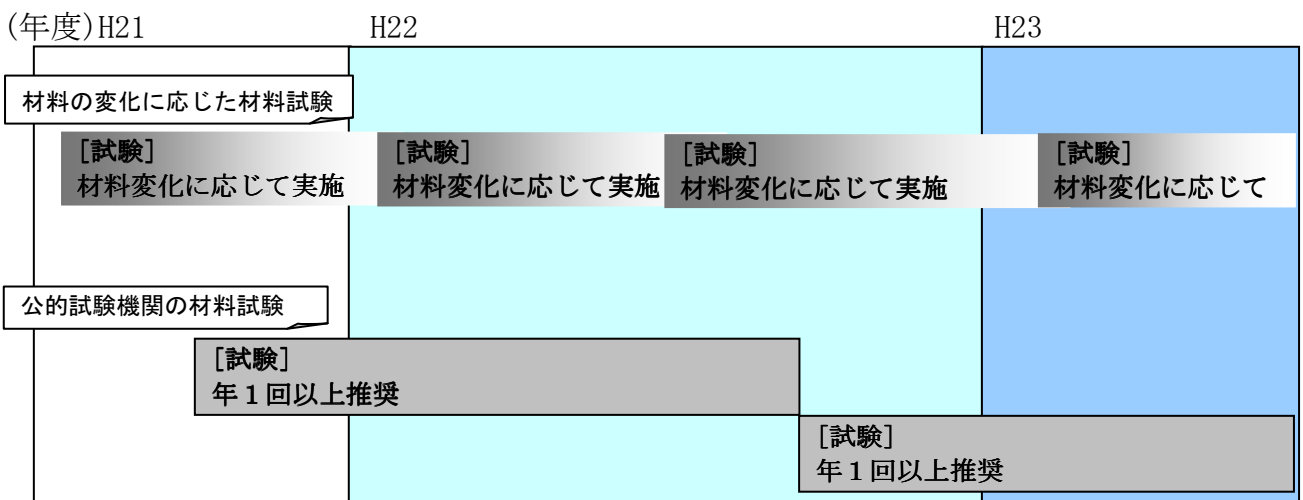 (年度)H21 H22 H23
材料の変化に応じた材料試験
[試験] [試験] [試験] [試験]
材料変化に応じて実施 材料変化に応じて実施 材料変化に応じて実施 材料変化に応じて
公的試験機関の材料試験
[試験]
年１回以上推奨
[試験]
年１回以上推奨